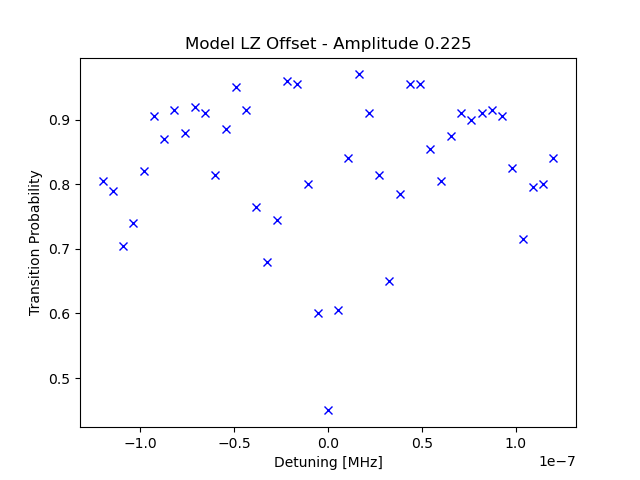 Model LZ Offset - Amplitude 0.225
Transition Probability
0.9
0.8
0.7
0.6
0.5
−1.0 −0.5 0.0 0.5 1.0
1e−7
Detuning [MHz]